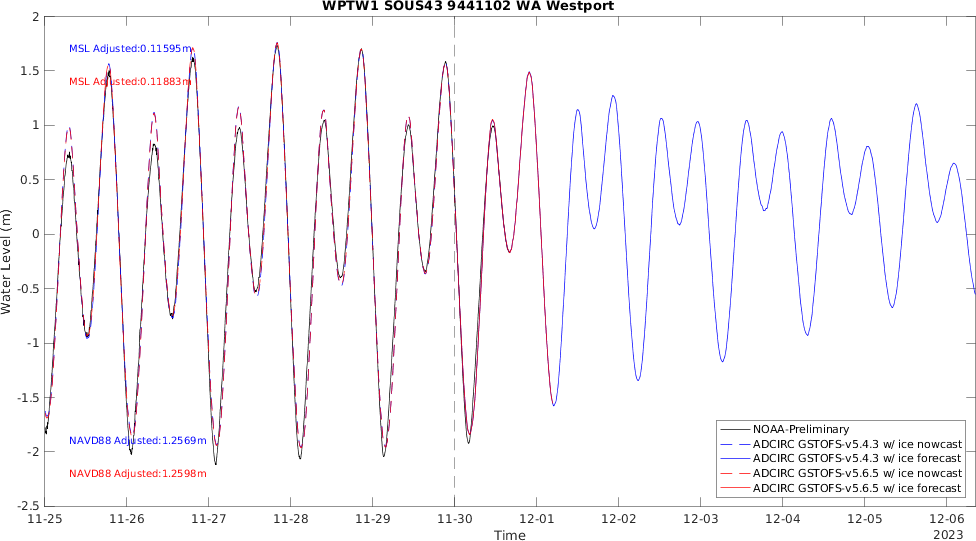 WPTW1 SOUS43 9441102 WA Westport
2
1.5
1
0.5
0
-0.5
-1
-1.5
-2
-2.5
Water Level (m)
MSL Adjusted:0.11595m
MSL Adjusted:0.11883m
NAVD88 Adjusted:1.2569m
NAVD88 Adjusted:1.2598m
NOAA-Preliminary
ADCIRC GSTOFS-v5.4.3 w/ ice nowcast
ADCIRC GSTOFS-v5.4.3 w/ ice forecast
ADCIRC GSTOFS-v5.6.5 w/ ice nowcast
ADCIRC GSTOFS-v5.6.5 w/ ice forecast
11-25 11-26 11-27 11-28 11-29 11-30 12-01 12-02 12-03 12-04 12-05 12-06
2023
Time